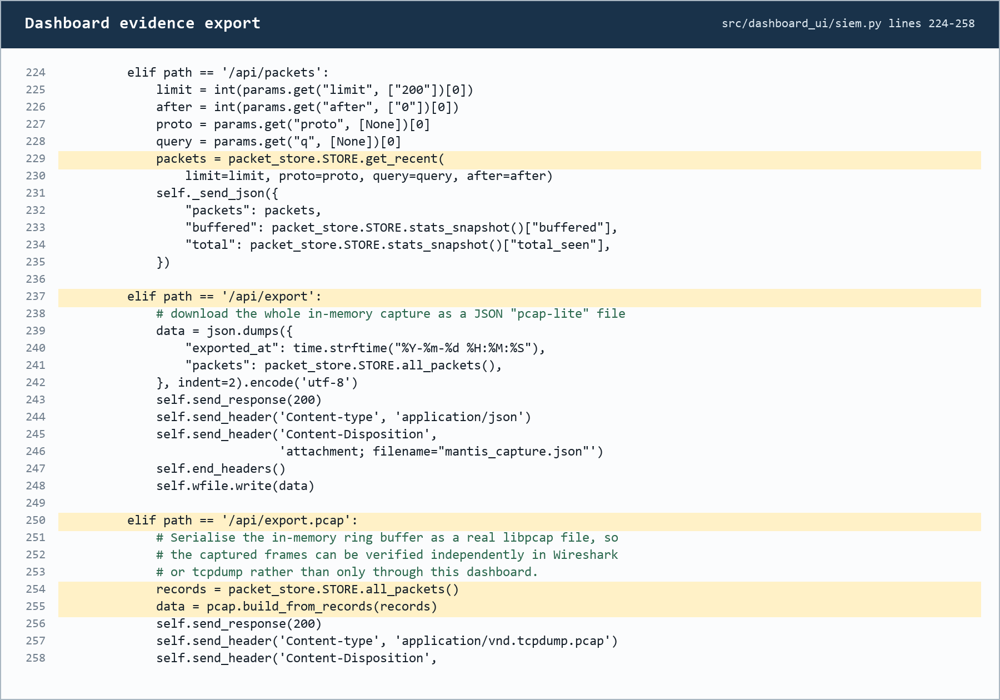 Dashboard evidence export
src/dashboard_ui/siem.py lines 224-258
224         elif path == '/api/packets':
225             limit = int(params.get("limit", ["200"])[0])
226             after = int(params.get("after", ["0"])[0])
227             proto = params.get("proto", [None])[0]
228             query = params.get("q", [None])[0]
229             packets = packet_store.STORE.get_recent(
230                 limit=limit, proto=proto, query=query, after=after)
231             self._send_json({
232                 "packets": packets,
233                 "buffered": packet_store.STORE.stats_snapshot()["buffered"],
234                 "total": packet_store.STORE.stats_snapshot()["total_seen"],
235             })
236
237         elif path == '/api/export':
238             # download the whole in-memory capture as a JSON "pcap-lite" file
239             data = json.dumps({
240                 "exported_at": time.strftime("%Y-%m-%d %H:%M:%S"),
241                 "packets": packet_store.STORE.all_packets(),
242             }, indent=2).encode('utf-8')
243             self.send_response(200)
244             self.send_header('Content-type', 'application/json')
245             self.send_header('Content-Disposition',
246                              'attachment; filename="mantis_capture.json"')
247             self.end_headers()
248             self.wfile.write(data)
249
250         elif path == '/api/export.pcap':
251             # Serialise the in-memory ring buffer as a real libpcap file, so
252             # the captured frames can be verified independently in Wireshark
253             # or tcpdump rather than only through this dashboard.
254             records = packet_store.STORE.all_packets()
255             data = pcap.build_from_records(records)
256             self.send_response(200)
257             self.send_header('Content-type', 'application/vnd.tcpdump.pcap')
258             self.send_header('Content-Disposition',